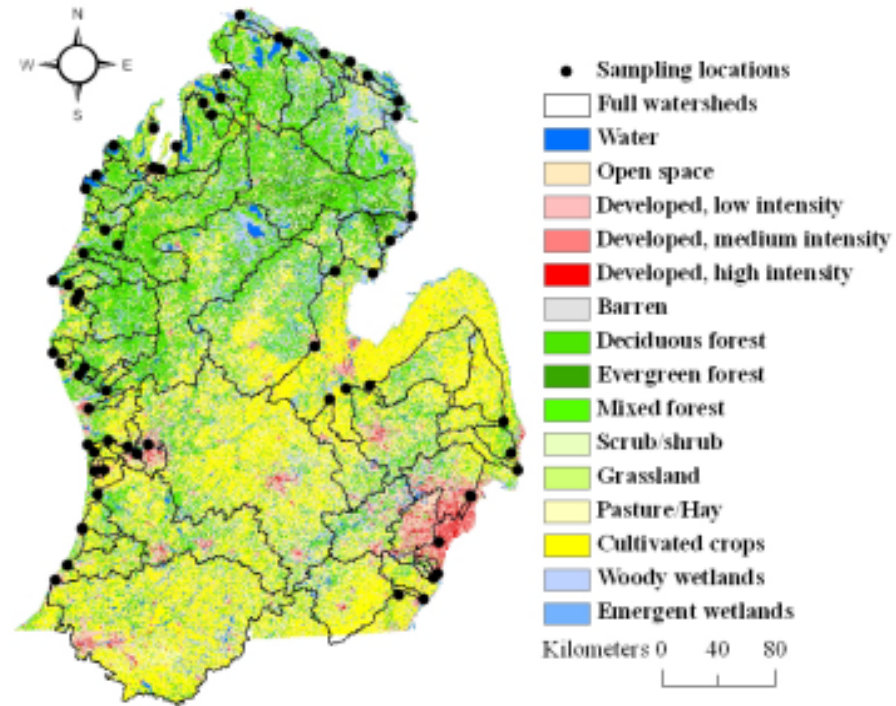 N
W E
S
Sampling locations
Full watersheds
Water
Open space
Developed, low intensity
Developed, medium intensity
Developed, high intensity
Barren
Deciduous forest
Evergreen forest
Mixed forest
Scrub/shrub
Grassland
Pasture/Hay
Cultivated crops
Woody wetlands
Emergent wetlands
Kilometers 0 40 80